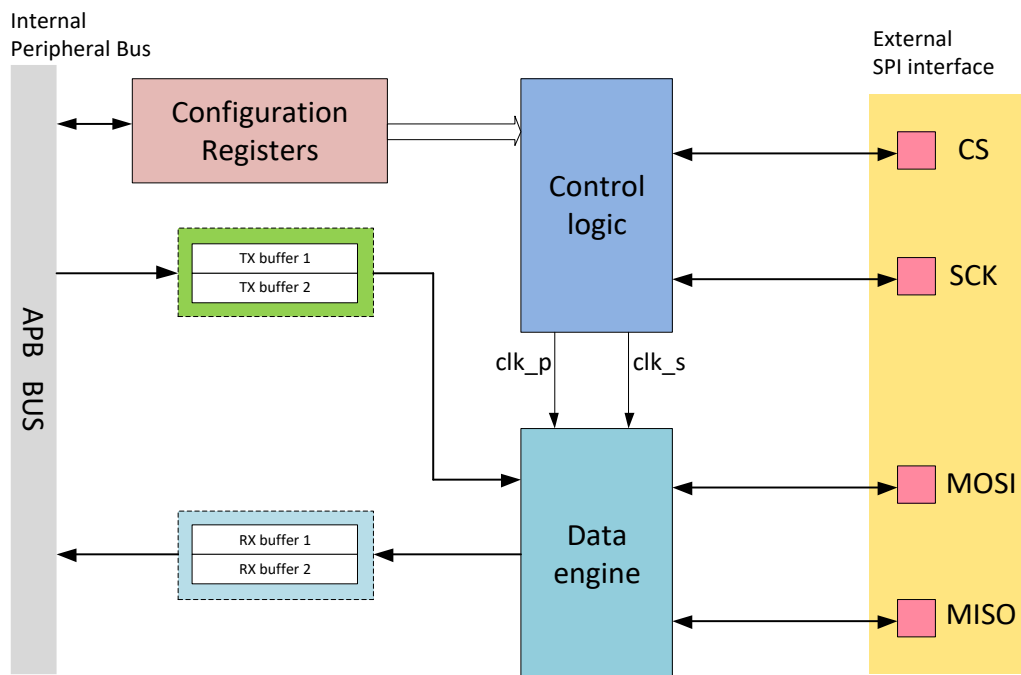 Internal
Peripheral Bus
External
SPI interface
Configuration
Registers
Control
logic
CS
TX buffer 1
TX buffer 2
SCK
APB BUS
clk_p
clk_s
MOSI
RX buffer 1
RX buffer 2
Data
engine
MISO